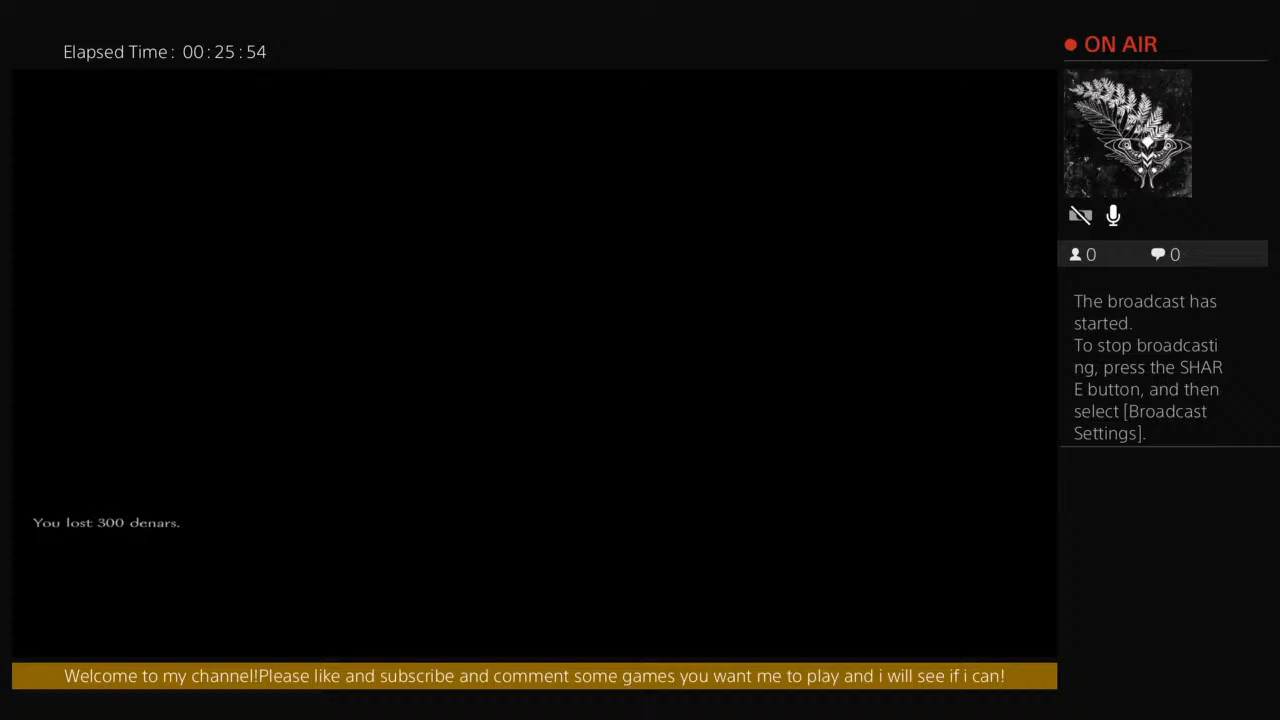 Elapsed Time: 00:25:54
ON AIR
0 0
The broadcast has
started.
To stop broadcasti
ng, press the SHAR
E button, and then
select [Broadcast
Settings].
You lost 300 denars.
Welcome to my channel!Please like and subscribe and comment some games you want me to play and i will see if i can!